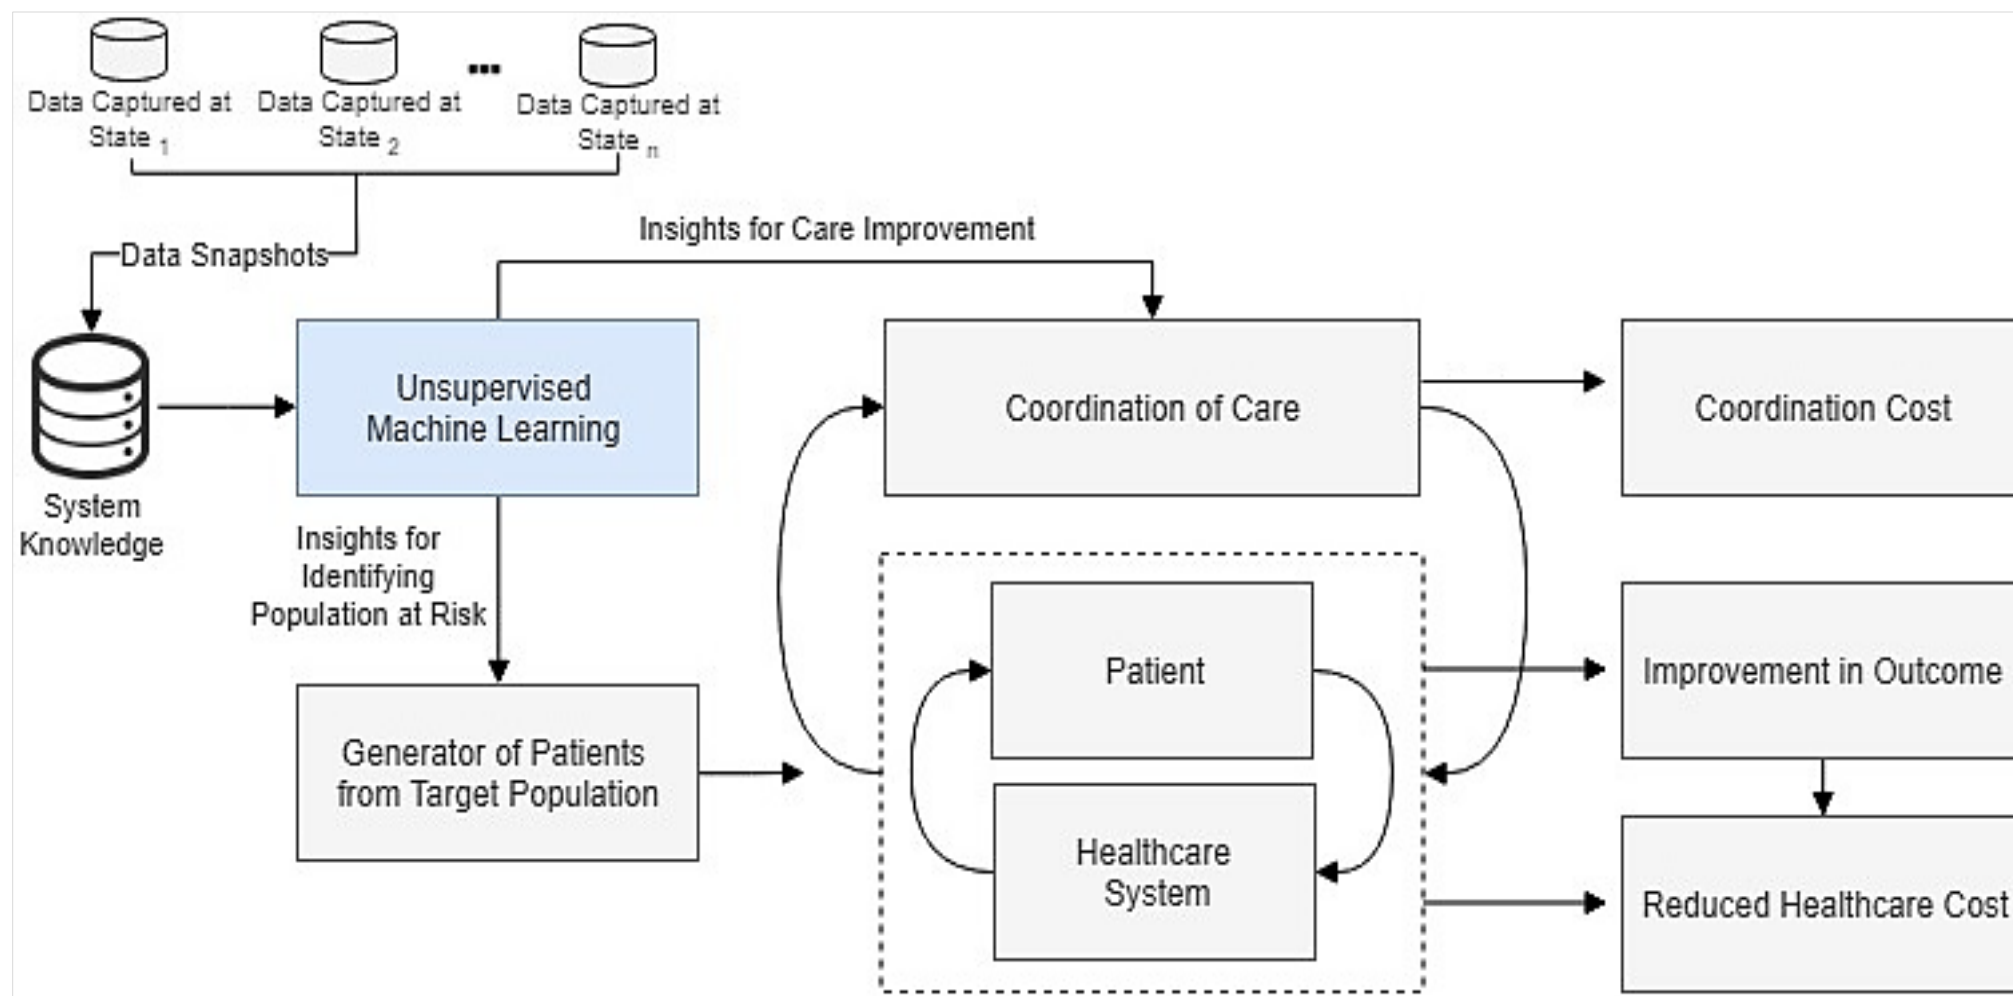 Data Captured at
State 1
Data Captured at
State 2
...
Data Captured at
State n
Data Snapshots
Insights for Care Improvement
System
Knowledge
Unsupervised
Machine Learning
Coordination of Care
Coordination Cost
Insights for
Identifying
Population at Risk
Generator of Patients
from Target Population
Patient
Healthcare
System
Improvement in Outcome
Reduced Healthcare Cost